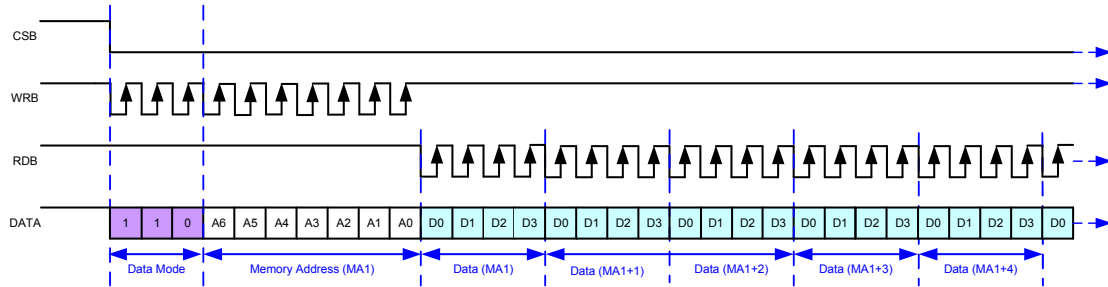 CSB
WRB
RDB
DATA 1 1 0 A6 A5 A4 A3 A2 A1 A0 D0 D1 D2 D3 D0 D1 D2 D3 D0 D1 D2 D3 D0 D1 D2 D3 D0 D1 D2 D3 D0
Data Mode Memory Address (MA1) Data (MA1) Data (MA1+1) Data (MA1+2) Data (MA1+3) Data (MA1+4)